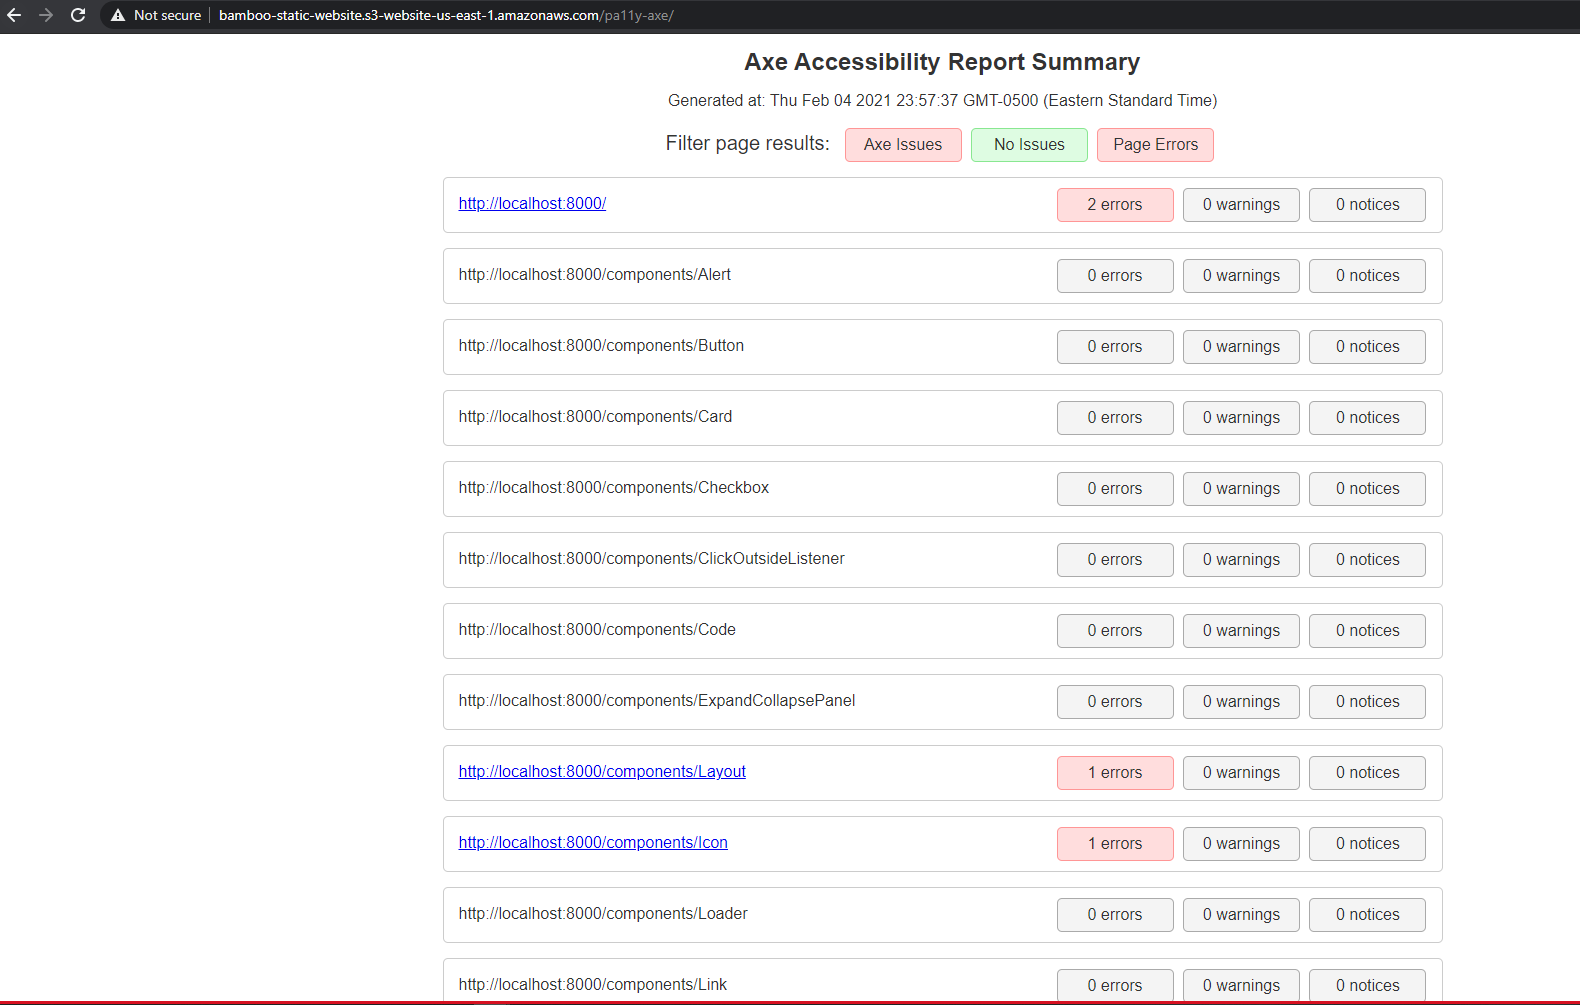 Not secure bamboo-static-website.s3-website-us-east-1.amazonaws.com/pa11y-axe/
Axe Accessibility Report Summary
Generated at: Thu Feb 04 2021 23:57:37 GMT-0500 (Eastern Standard Time)
Filter page results: Axe Issues No Issues Page Errors
http://localhost:8000/ 2 errors 0 warnings 0 notices
http://localhost:8000/components/Alert 0 errors 0 warnings 0 notices
http://localhost:8000/components/Button 0 errors 0 warnings 0 notices
http://localhost:8000/components/Card 0 errors 0 warnings 0 notices
http://localhost:8000/components/Checkbox 0 errors 0 warnings 0 notices
http://localhost:8000/components/ClickOutsideListener 0 errors 0 warnings 0 notices
http://localhost:8000/components/Code 0 errors 0 warnings 0 notices
http://localhost:8000/components/ExpandCollapsePanel 0 errors 0 warnings 0 notices
http://localhost:8000/components/Layout 1 errors 0 warnings 0 notices
http://localhost:8000/components/Icon 1 errors 0 warnings 0 notices
http://localhost:8000/components/Loader 0 errors 0 warnings 0 notices
http://localhost:8000/components/Link 0 errors 0 warnings 0 notices